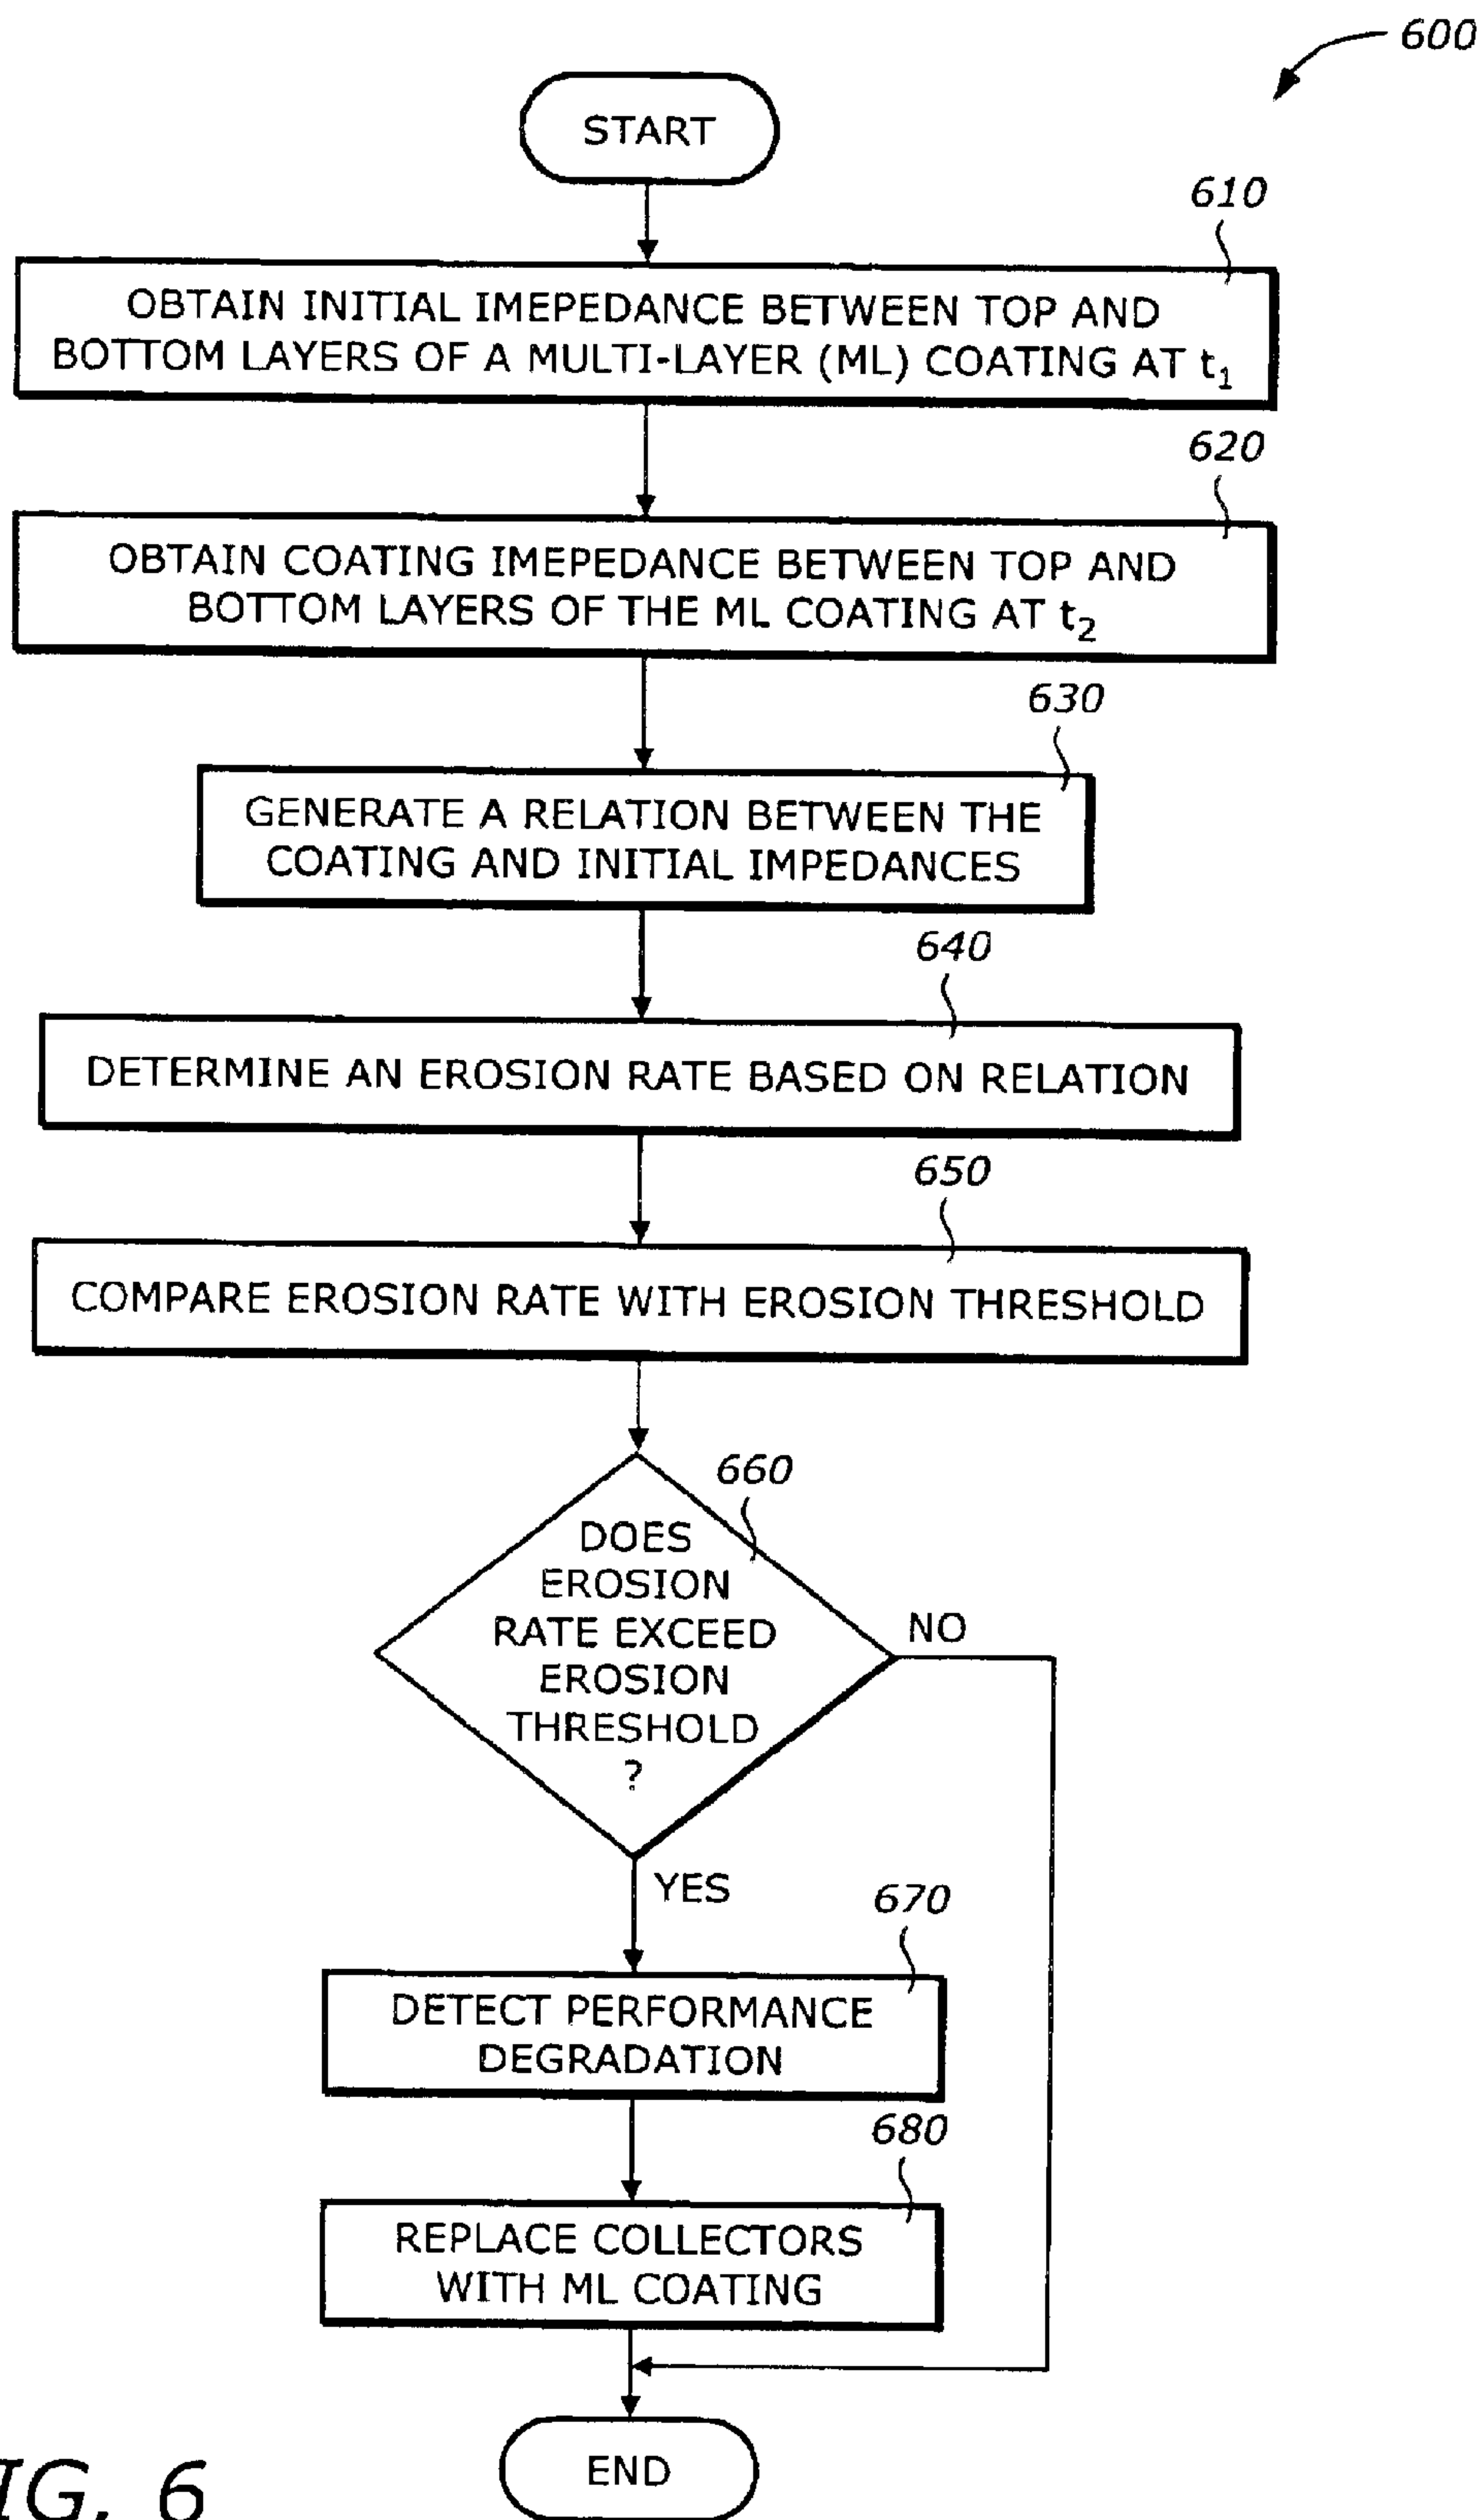 600
START
610
OBTAIN INITIAL IMEPEDANCE BETWEEN TOP AND
BOTTOM LAYERS OF A MULTI-LAYER (ML) COATING AT t1
620
OBTAIN COATING IMEPEDANCE BETWEEN TOP AND
BOTTOM LAYERS OF THE ML COATING AT t2
630
GENERATE A RELATION BETWEEN THE
COATING AND INITIAL IMPEDANCES
640
DETERMINE AN EROSION RATE BASED ON RELATION
650
COMPARE EROSION RATE WITH EROSION THRESHOLD
660
DOES
EROSION
RATE EXCEED
EROSION
THRESHOLD
?
NO
YES
670
DETECT PERFORMANCE
DEGRADATION
680
REPLACE COLLECTORS
WITH ML COATING
END
IG. 6